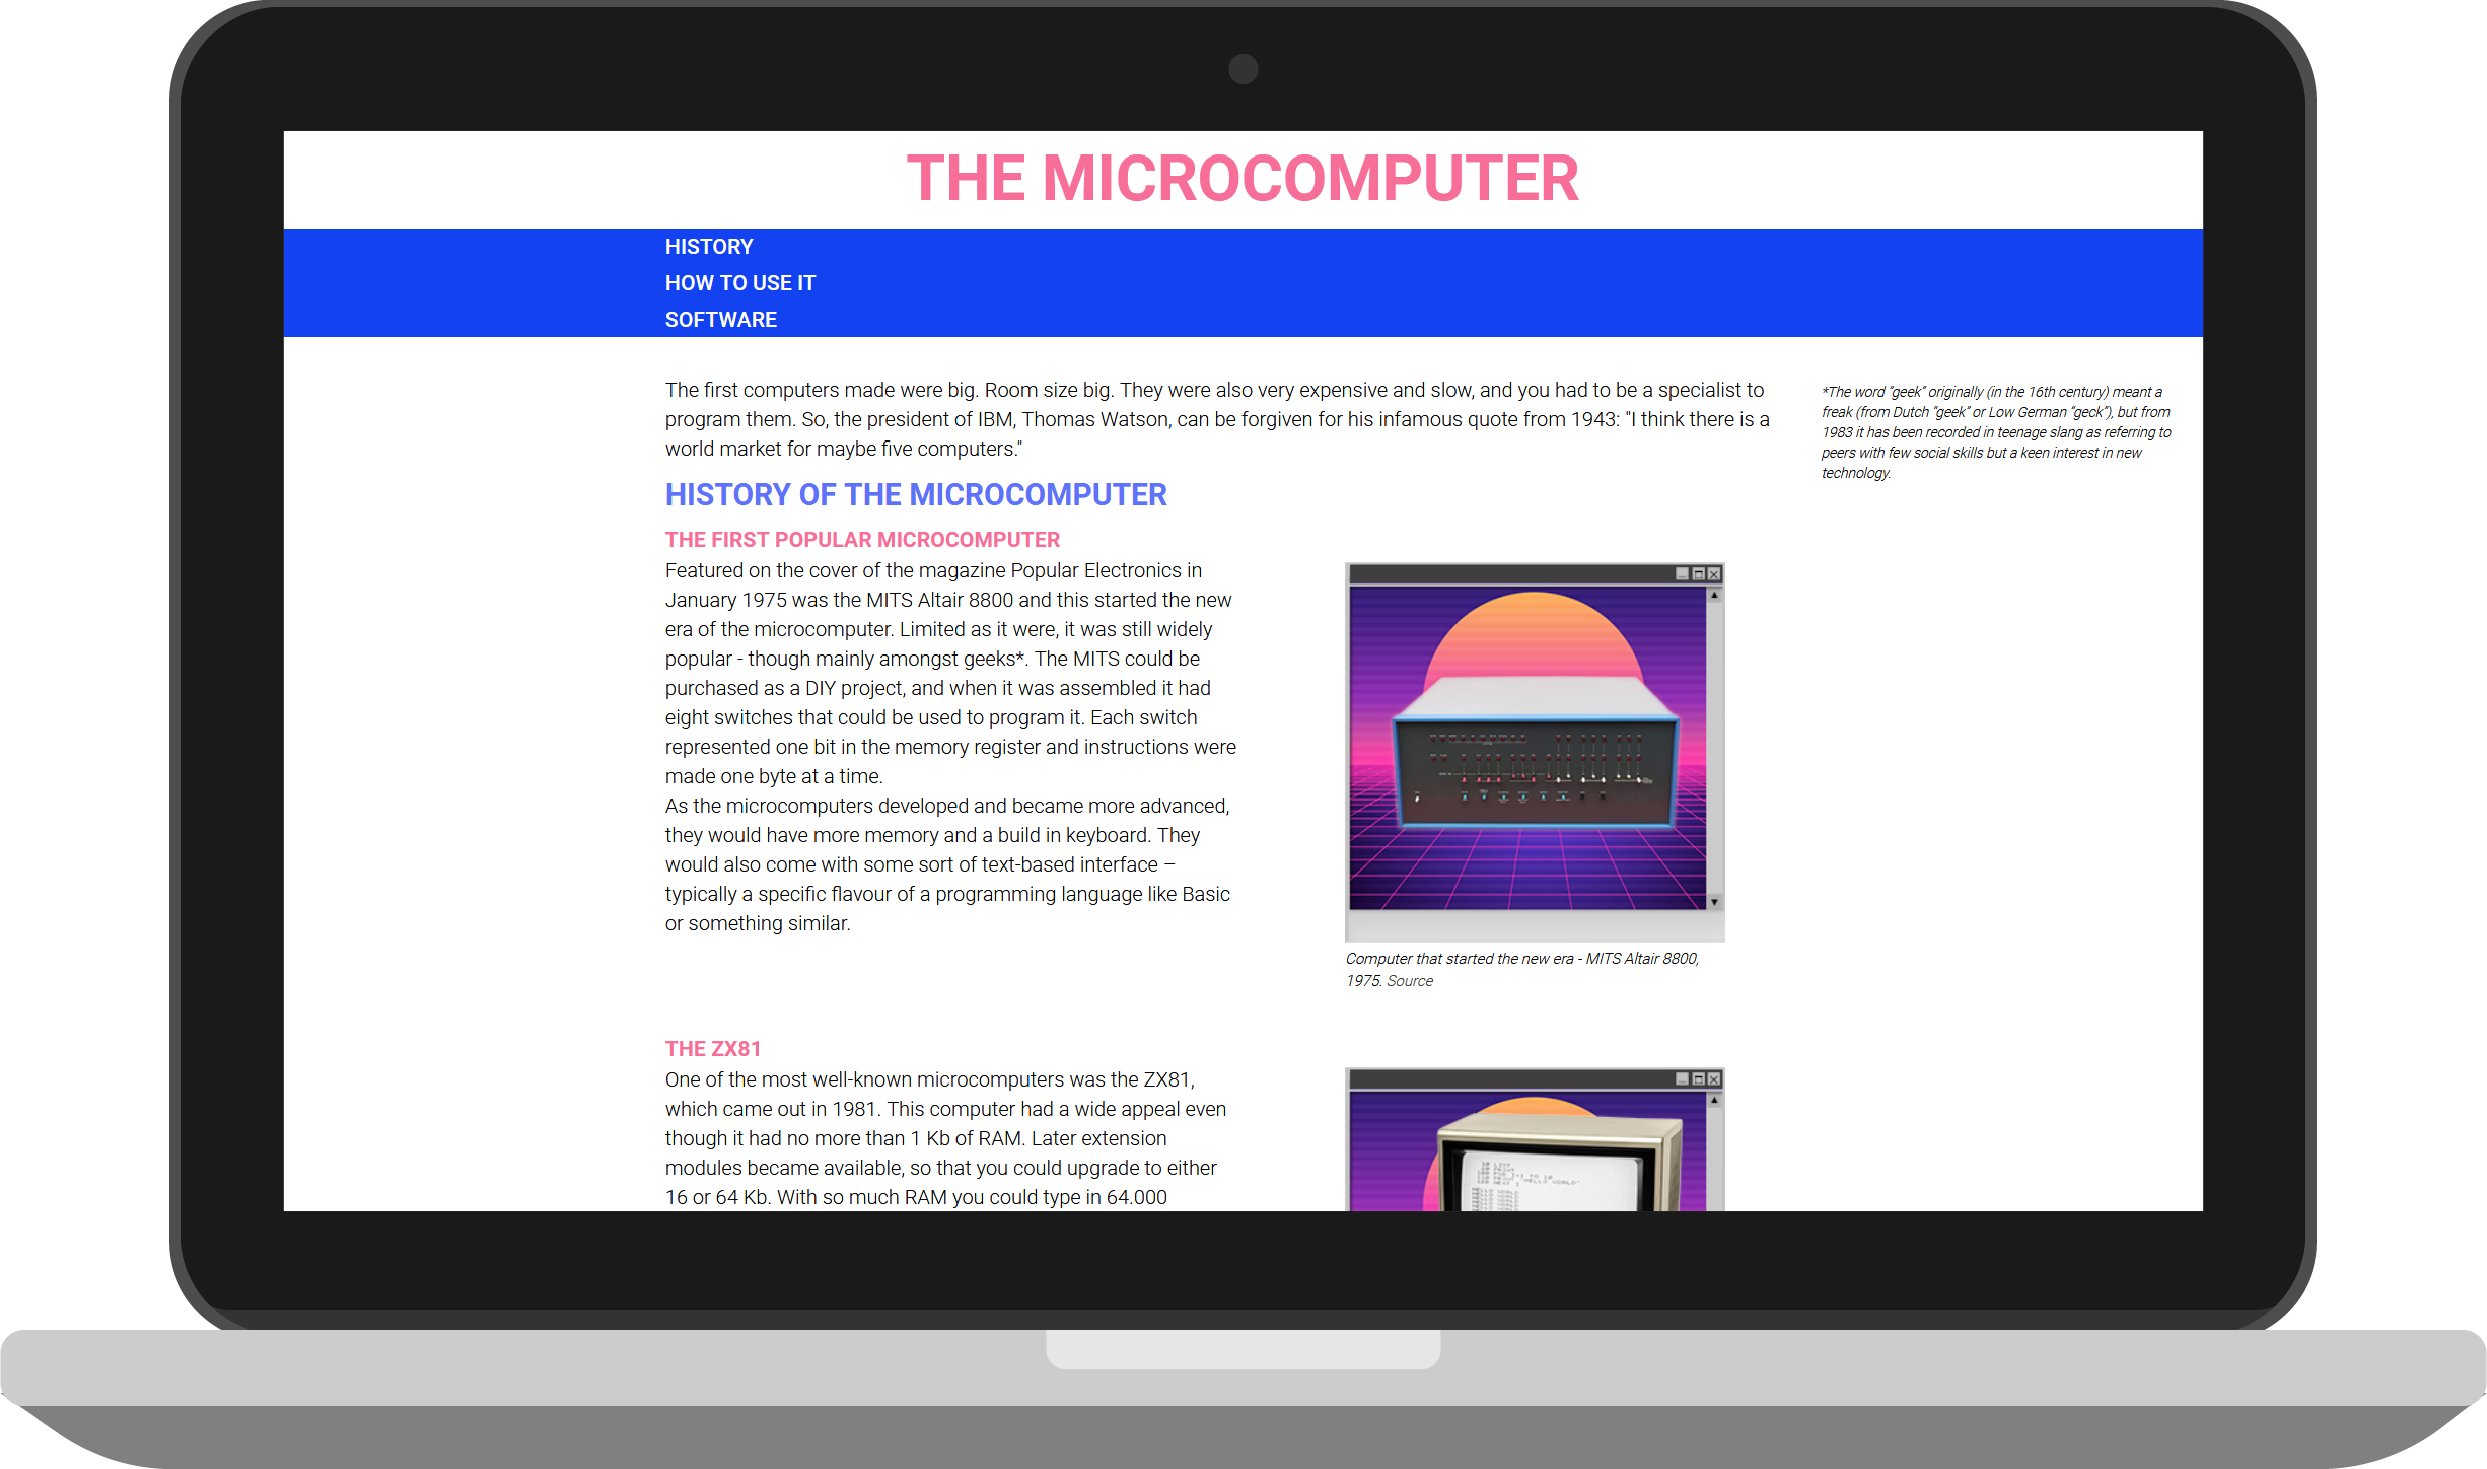 THE MICROCOMPUTER
HISTORY
HOW TO USE IT
SOFTWARE
The first computers made were big. Room size big. They were also very expensive and slow, and you had to be a specialist to
program them. So, the president of IBM, Thomas Watson, can be forgiven for his infamous quote from 1943: "I think there is a
world market for maybe five computers."
*The word "geek" originally (in the 16th century) meant a
freak (from Dutch "geek" or Low German "geck"), but from
1983 it has been recorded in teenage slang as referring to
peers with few social skills but a keen interest in new
technology.
HISTORY OF THE MICROCOMPUTER
THE FIRST POPULAR MICROCOMPUTER
Featured on the cover of the magazine Popular Electronics in
January 1975 was the MITS Altair 8800 and this started the new
era of the microcomputer. Limited as it were, it was still widely
popular - though mainly amongst geeks*. The MITS could be
purchased as a DIY project, and when it was assembled it had
eight switches that could be used to program it. Each switch
represented one bit in the memory register and instructions were
made one byte at a time.
As the microcomputers developed and became more advanced,
they would have more memory and a build in keyboard. They
would also come with some sort of text-based interface –
typically a specific flavour of a programming language like Basic
or something similar.
Computer that started the new era - MITS Altair 8800,
1975. Source
THE ZX81
One of the most well-known microcomputers was the ZX81,
which came out in 1981. This computer had a wide appeal even
though it had no more than 1 Kb of RAM. Later extension
modules became available, so that you could upgrade to either
16 or 64 Kb. With so much RAM you could type in 64.000